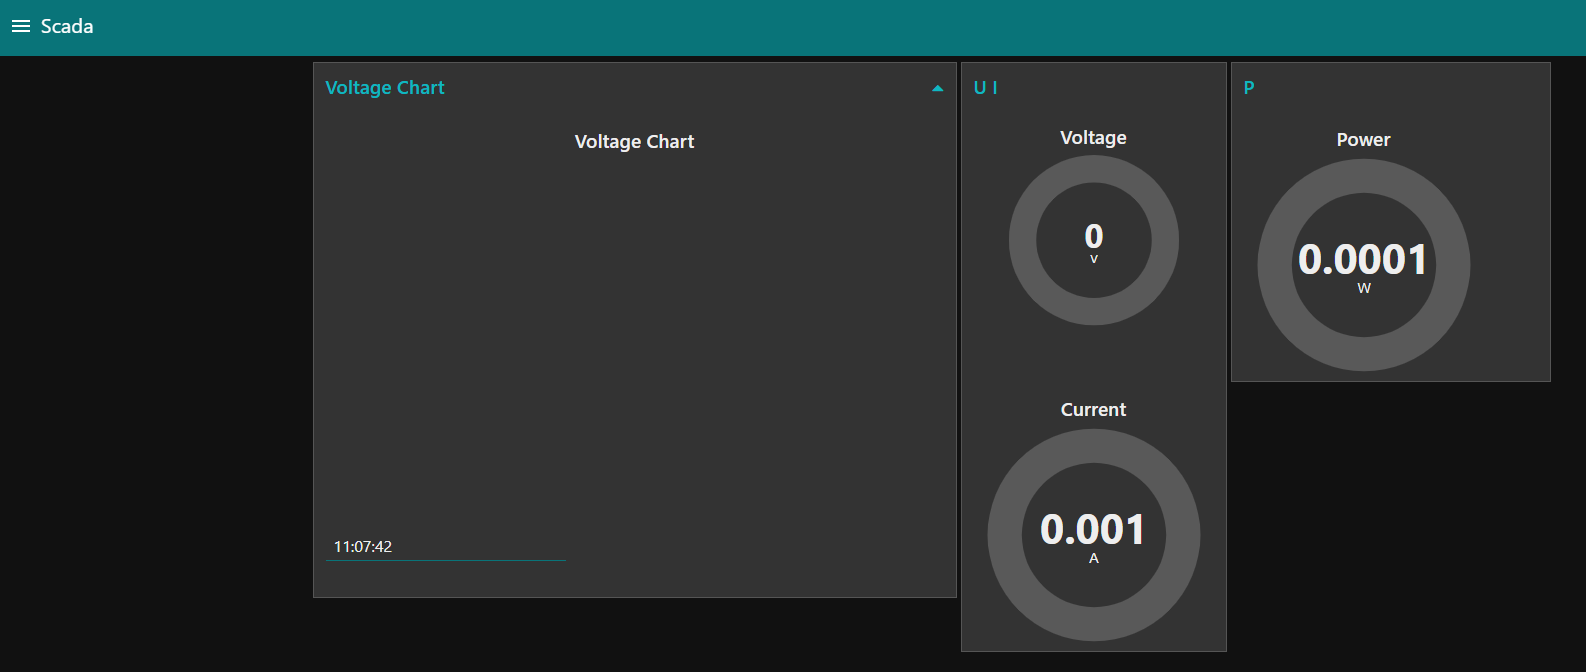 Scada
Voltage Chart
Voltage Chart
11:07:42
U I
Voltage
0
v
Current
0.001
A
P
Power
0.0001
W